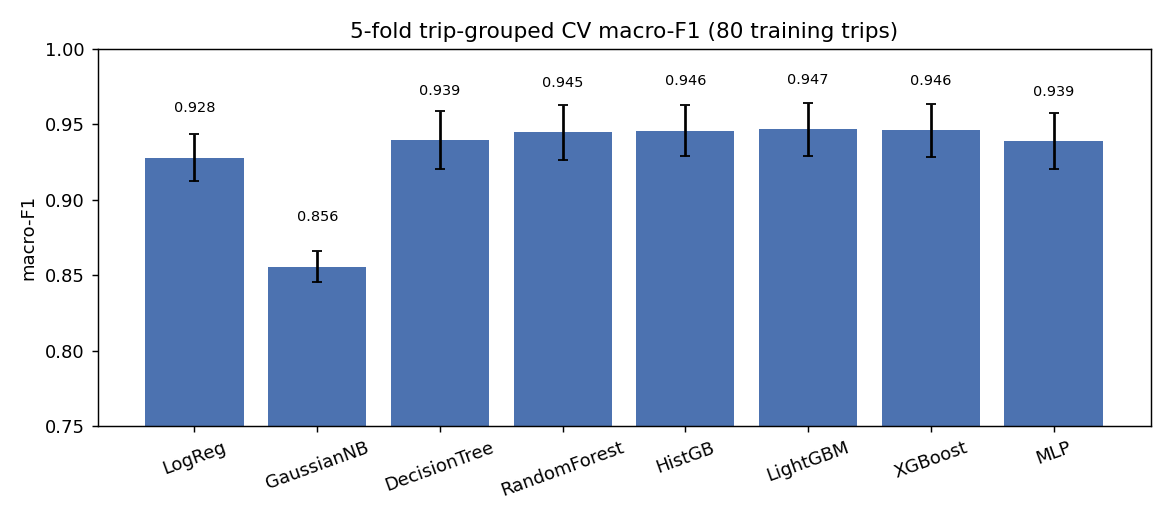 5-fold trip-grouped CV macro-F1 (80 training trips)
macro-F1
1.00
0.95
0.90
0.85
0.80
0.75
0.928
0.856
0.939
0.945
0.946
0.947
0.946
0.939
LogReg
GaussianNB
DecisionTree
RandomForest
HistGB
LightGBM
XGBoost
MLP